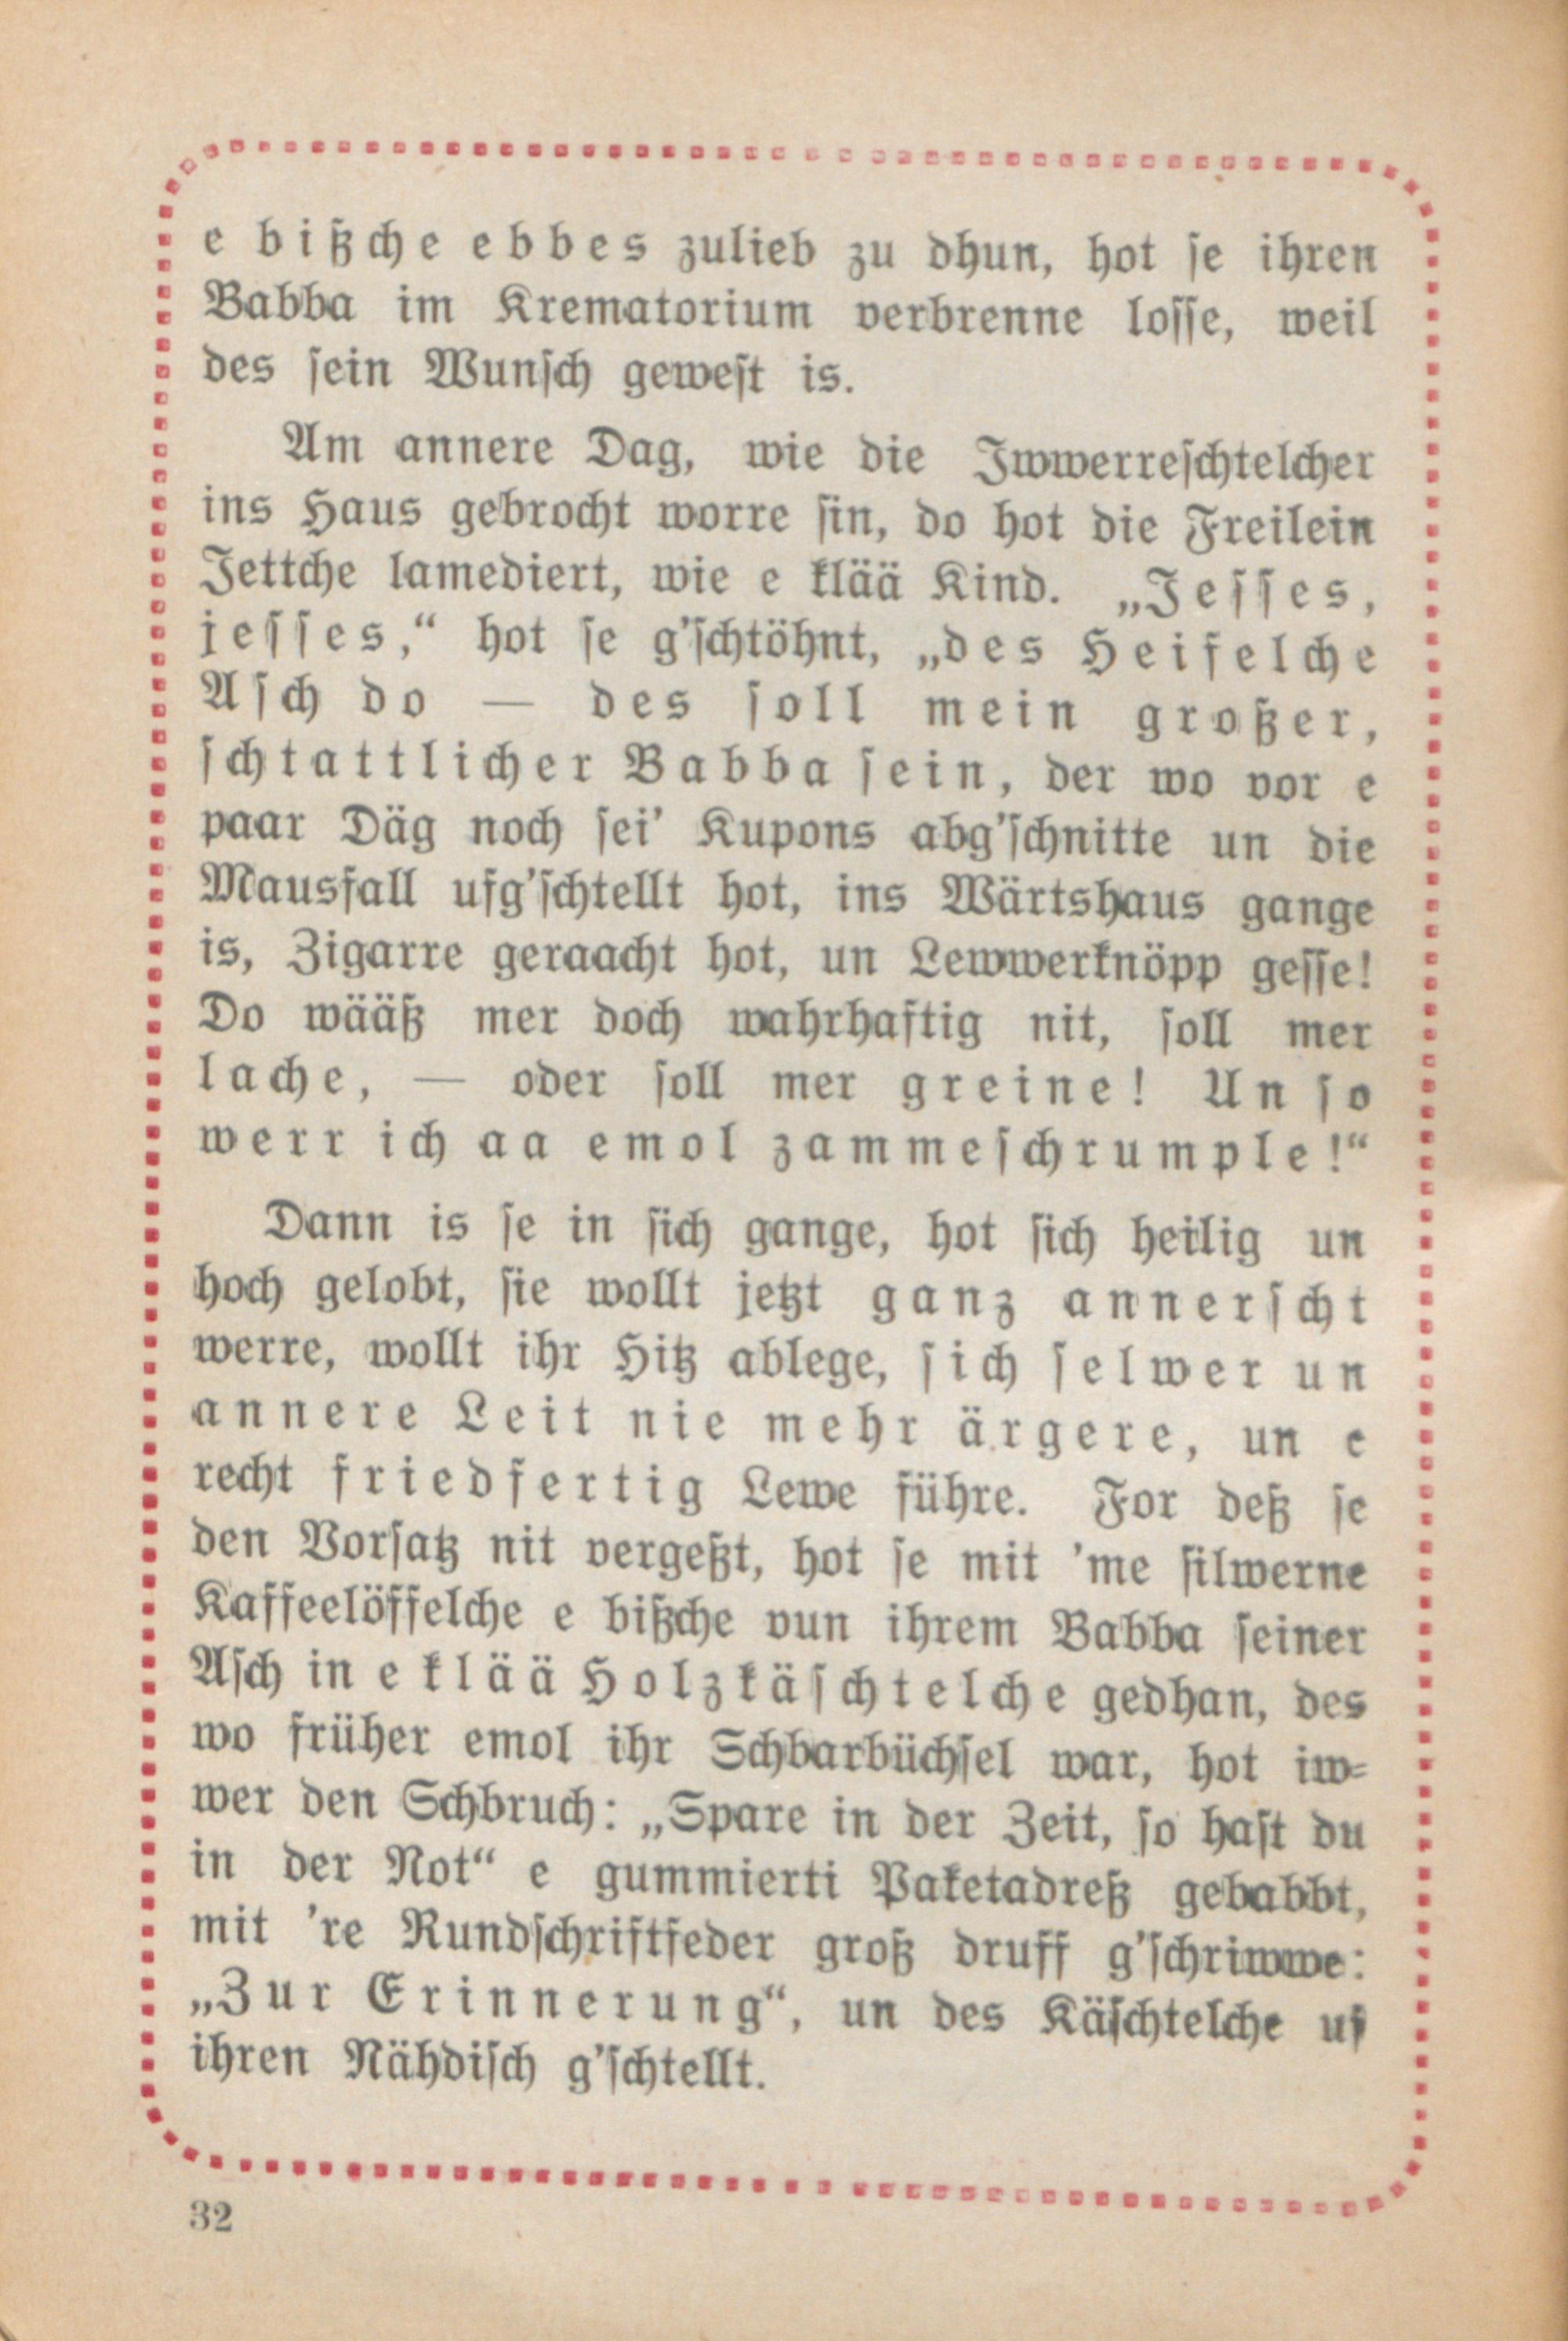 e bißche ebbes zulieb zu dhun, hot se ihren
Babba im Krematorium verbrenne losse, weil
des sein Wunsch gewest is.
Am annere Dag, wie die Iwwerreschtelcher
ins Haus gebrocht worre sin, do hot die Freilein
Jettche lamediert, wie e klää Kind. „Jesses,
jesses,“ hot se g'schtöhnt, „des Heifelche
Asch do — des soll mein großer,
schtattlicher Babba sein, der wo vor e
paar Däg noch sei' Kupons abg'schnitte un die
Mausfall ufg'schtellt hot, ins Wärtshaus gange
is, Zigarre geraacht hot, un Lewwerknöpp gesse!
Do wääß mer doch wahrhaftig nit, soll mer
lache, — oder soll mer greine! Un so
werr ich aa emol zammeschrumple!“
Dann is se in sich gange, hot sich heilig un
hoch gelobt, sie wollt jetzt ganz annerscht
werre, wollt ihr Hitz ablege, sich selwer un
annere Leit nie mehr ärgere, un e
recht friedfertig Lewe führe. For deß se
den Vorsatz nit vergeßt, hot se mit 'me silwerne
Kaffeelöffelche e bißche vun ihrem Babba seiner
Asch in e klää Holzkäschtelche gedhan, des
wo früher emol ihr Schbarbüchsel war, hot iw-
wer den Schbruch: „Spare in der Zeit, so hast du
in der Not“ e gummierti Paketadreß gebabbt,
mit 're Rundschriftfeder groß druff g'schriwwe:
„Zur Erinnerung“, un des Käschtelche uf
ihren Nähdisch g'schtellt.
32